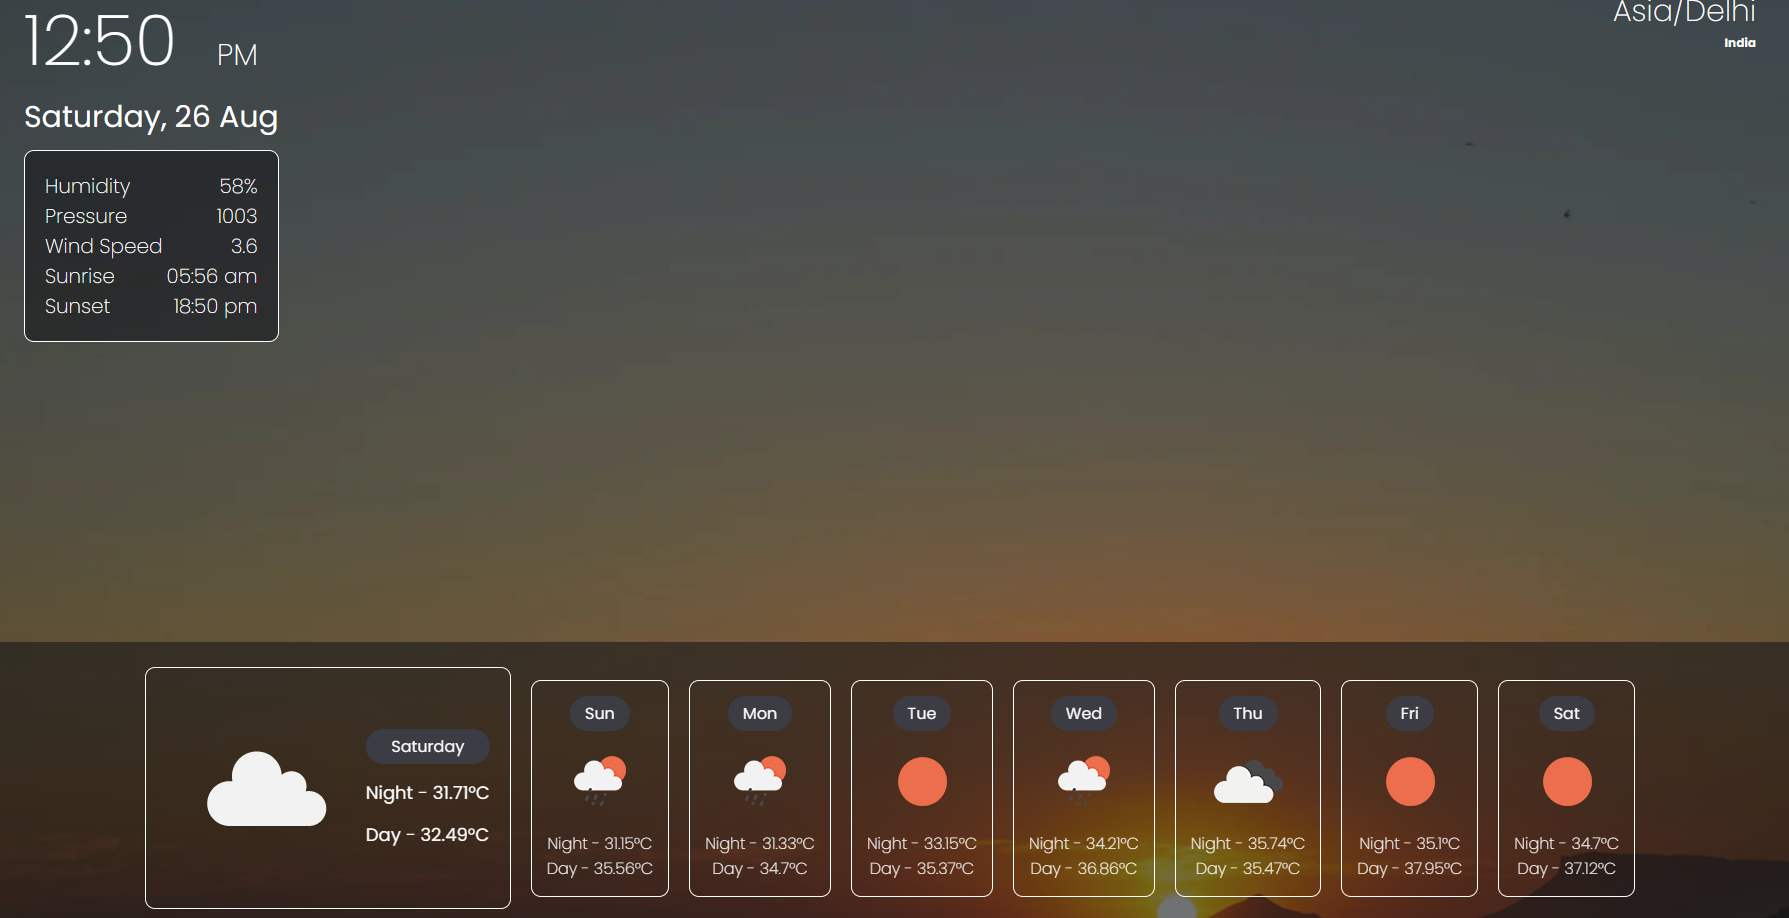 12:50 PM
Asia/Delhi
India
Saturday, 26 Aug
Humidity 58%
Pressure 1003
Wind Speed 3.6
Sunrise 05:56 am
Sunset 18:50 pm
Saturday
Night - 31.71°C
Day - 32.49°C
Sun
Night - 31.15°C
Day - 35.56°C
Mon
Night - 31.33°C
Day - 34.7°C
Tue
Night - 33.15°C
Day - 35.37°C
Wed
Night - 34.21°C
Day - 36.86°C
Thu
Night - 35.74°C
Day - 35.47°C
Fri
Night - 35.1°C
Day - 37.95°C
Sat
Night - 34.7°C
Day - 37.12°C